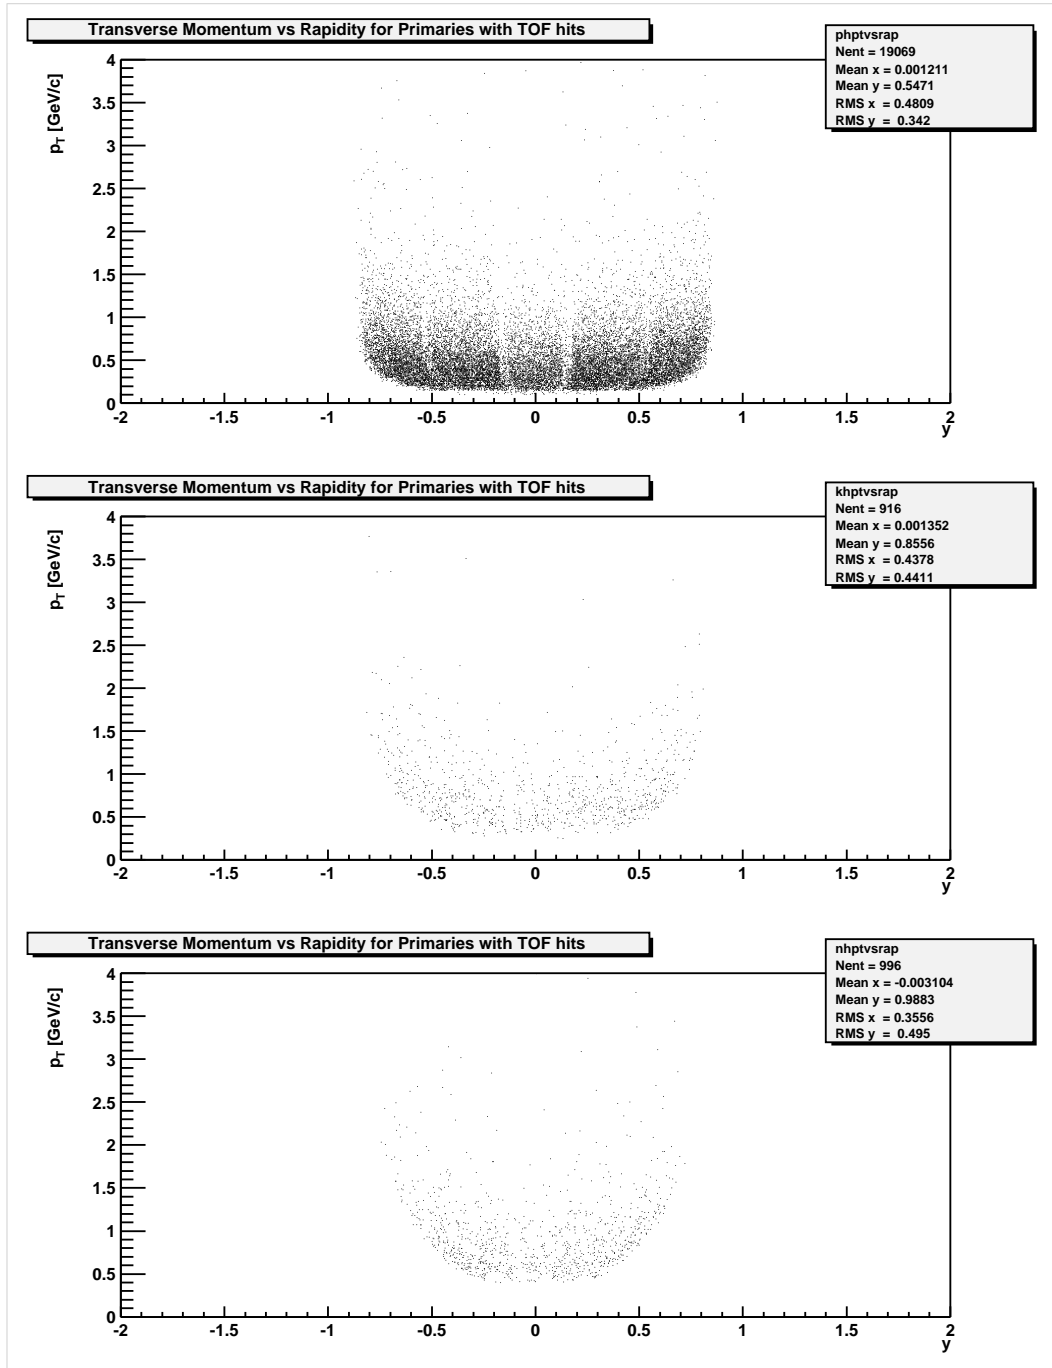 Transverse Momentum vs Rapidity for Primaries with TOF hits
phptvsrap
Nent = 19069
Mean x = 0.001211
Mean y = 0.5471
RMS x = 0.4809
RMS y = 0.342
p_T [GeV/c]
4
3.5
3
2.5
2
1.5
1
0.5
0
-2 -1.5 -1 -0.5 0 0.5 1 1.5 2
y
Transverse Momentum vs Rapidity for Primaries with TOF hits
khptvsrap
Nent = 916
Mean x = 0.001352
Mean y = 0.8556
RMS x = 0.4378
RMS y = 0.4411
p_T [GeV/c]
4
3.5
3
2.5
2
1.5
1
0.5
0
-2 -1.5 -1 -0.5 0 0.5 1 1.5 2
y
Transverse Momentum vs Rapidity for Primaries with TOF hits
nhptvsrap
Nent = 996
Mean x = -0.003104
Mean y = 0.9883
RMS x = 0.3556
RMS y = 0.495
p_T [GeV/c]
4
3.5
3
2.5
2
1.5
1
0.5
0
-2 -1.5 -1 -0.5 0 0.5 1 1.5 2
y